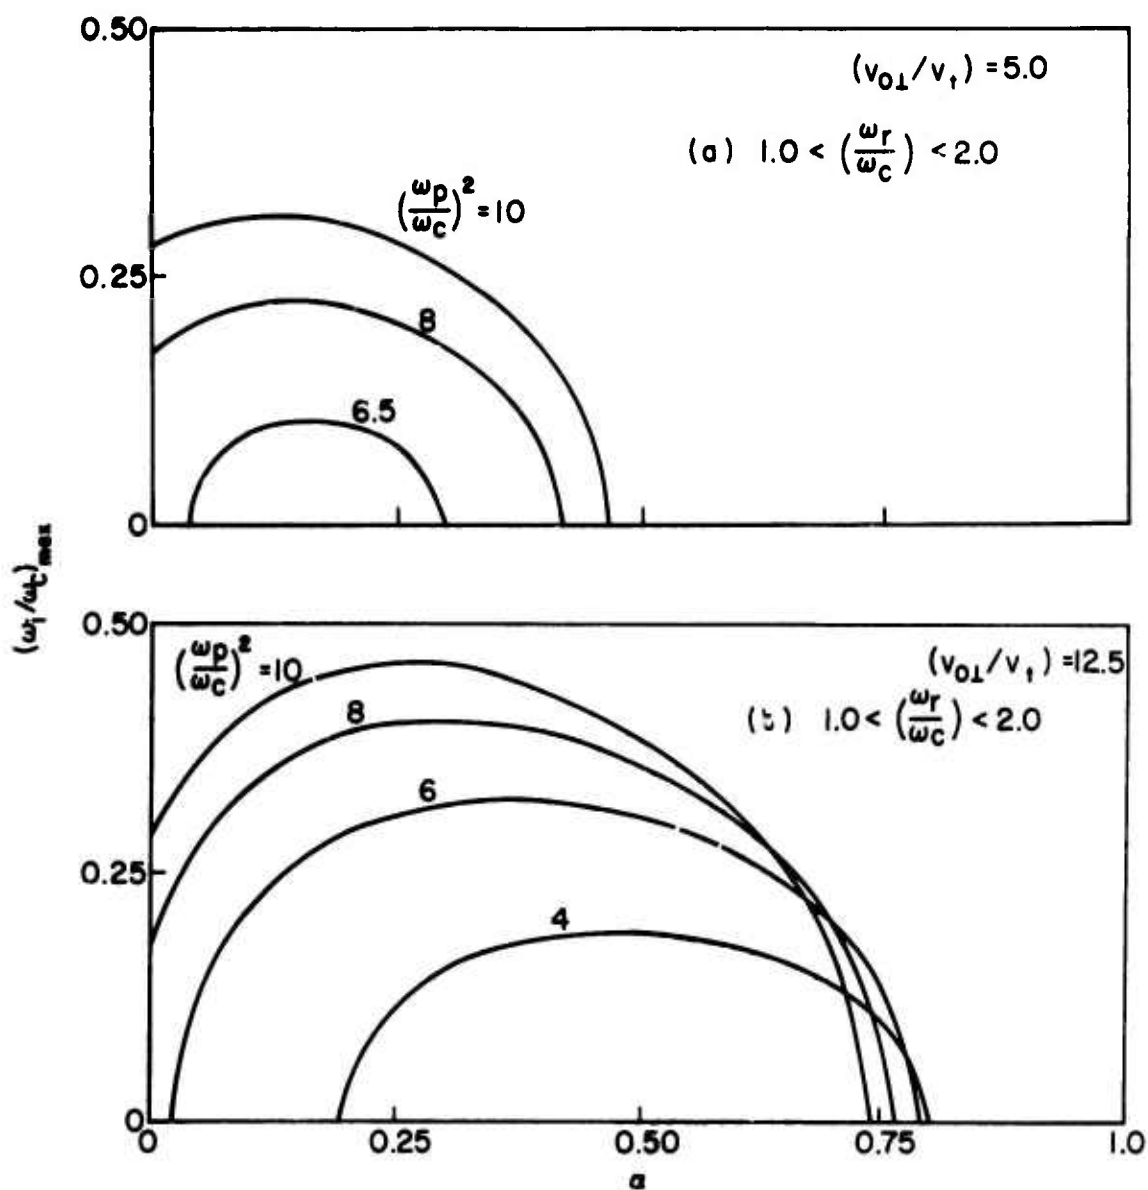 0.50
(v₀⊥/vₜ) = 5.0
(a) 1.0 < (ωr/ωc) < 2.0
(ωp/ωc)² = 10
0.25
8
6.5
0
(ωi/ωc)max
0.50
(ωp/ωc)² = 10
(v₀⊥/vₜ) = 12.5
8
1.0 < (ωr/ωc) < 2.0
6
0.25
4
0
0 0.25 0.50 0.75 1.0
α